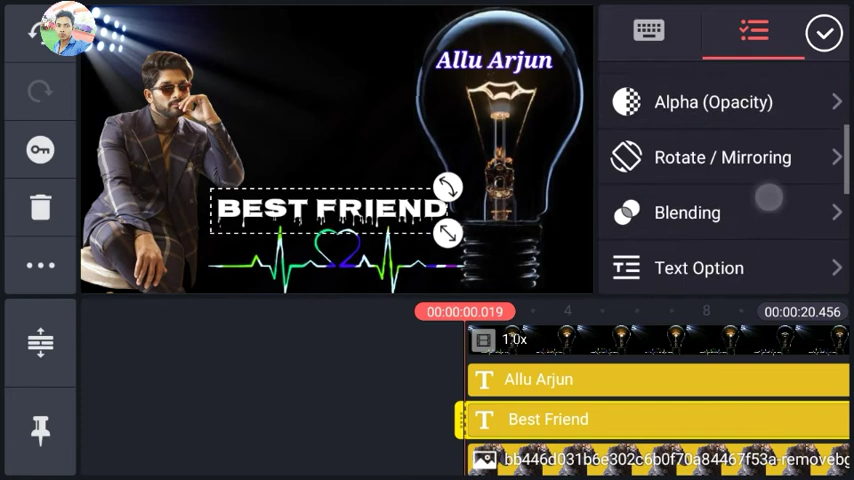 Allu Arjun
BEST FRIEND
Alpha (Opacity)
Rotate / Mirroring
Blending
Text Option
00:00:00.019
4
8
00:00:20.456
1.0x
T Allu Arjun
T Best Friend
bb446d031b6e302c6b0f70a84467f53a-removebg